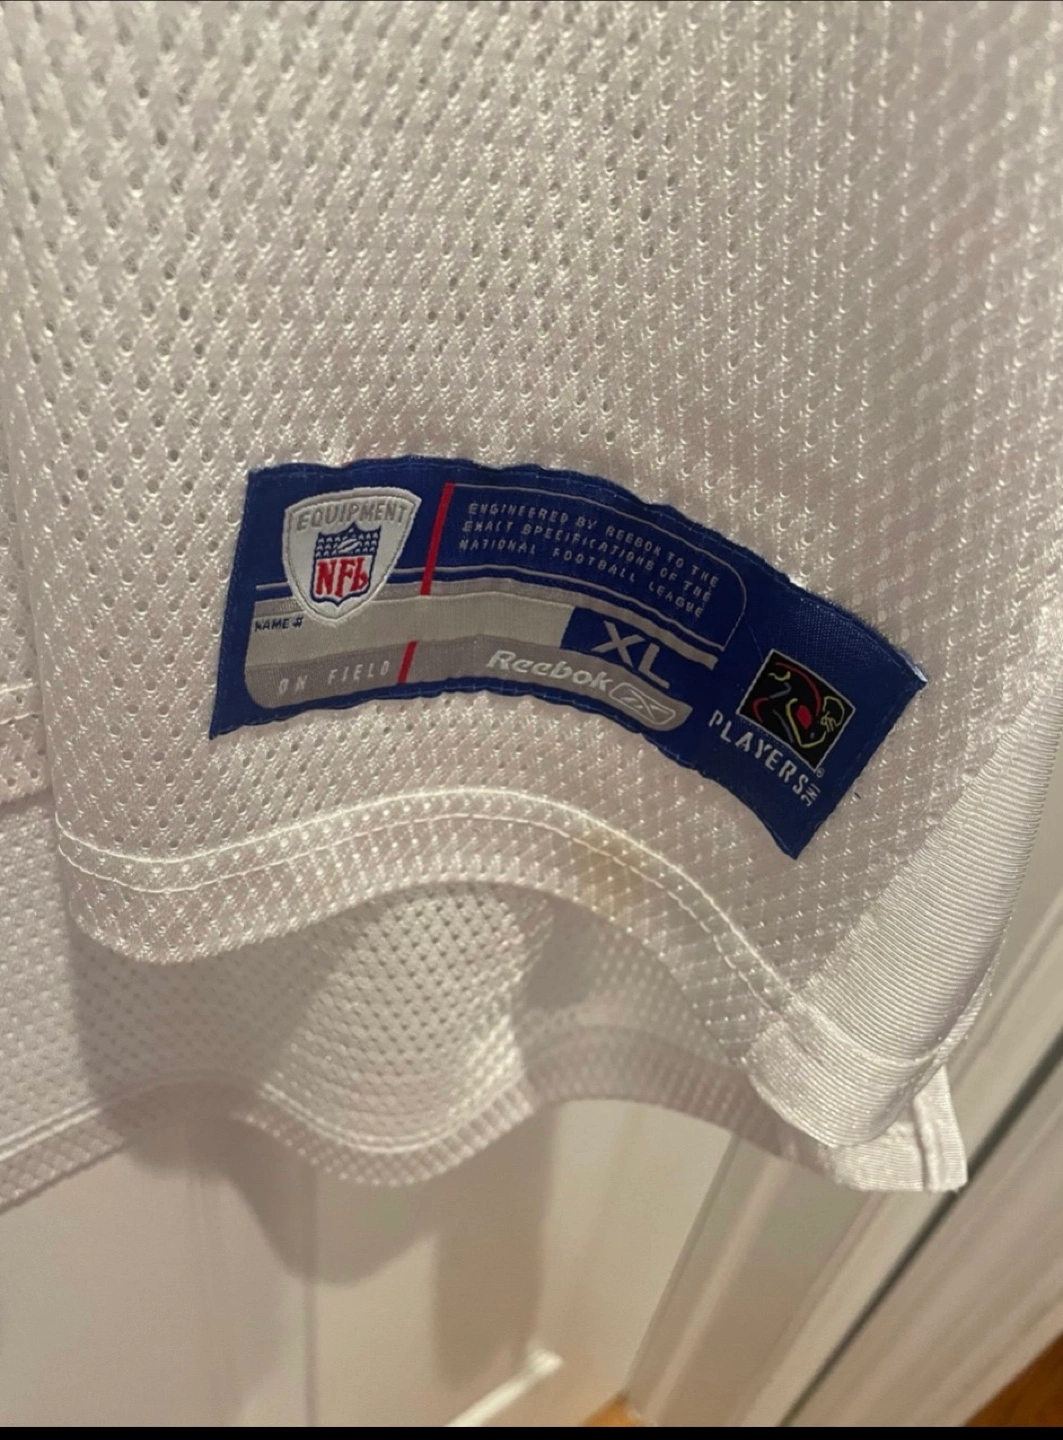 EQUIPMENT
NFL
ENGINEERED BY REEBOK TO THE
EXACT SPECIFICATIONS OF THE
NATIONAL FOOTBALL LEAGUE
NAME #
XL
ON FIELD
Reebok
PLAYERS INC